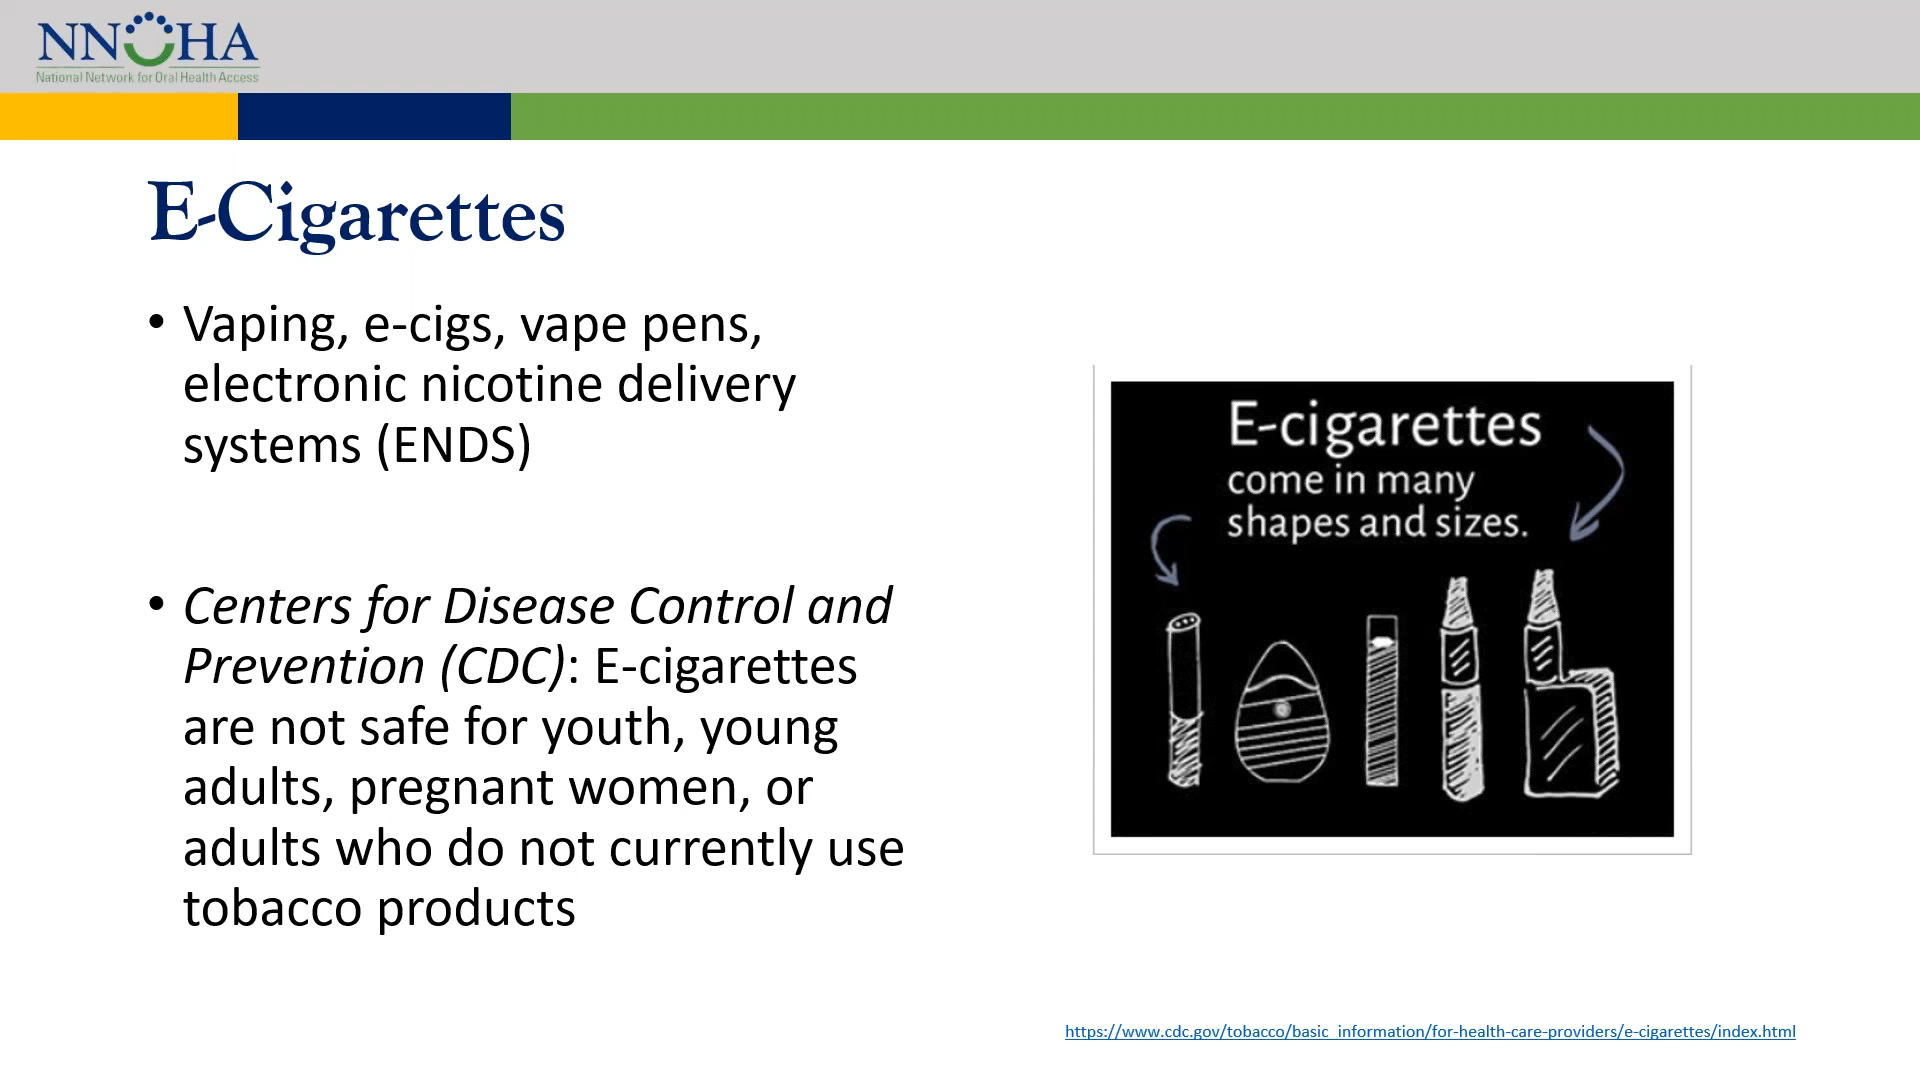 NNOHA
National Network for Oral Health Access
E-Cigarettes
• Vaping, e-cigs, vape pens,
electronic nicotine delivery
systems (ENDS)
• Centers for Disease Control and
Prevention (CDC): E-cigarettes
are not safe for youth, young
adults, pregnant women, or
adults who do not currently use
tobacco products
E-cigarettes
come in many
shapes and sizes.
https://www.cdc.gov/tobacco/basic_information/for-health-care-providers/e-cigarettes/index.html